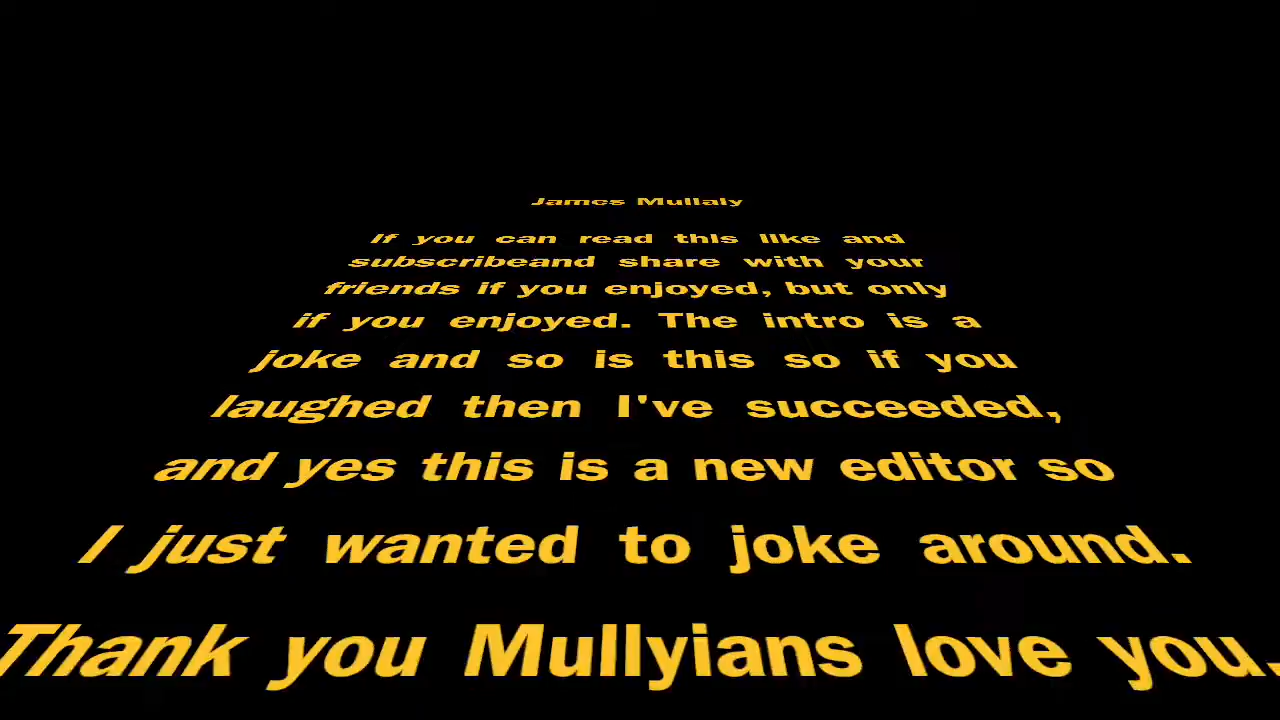 James Mullaly
If you can read this like and
subscribeand share with your
friends if you enjoyed, but only
if you enjoyed. The intro is a
joke and so is this so if you
laughed then I've succeeded,
and yes this is a new editor so
I just wanted to joke around.
Thank you Mullyians love you.